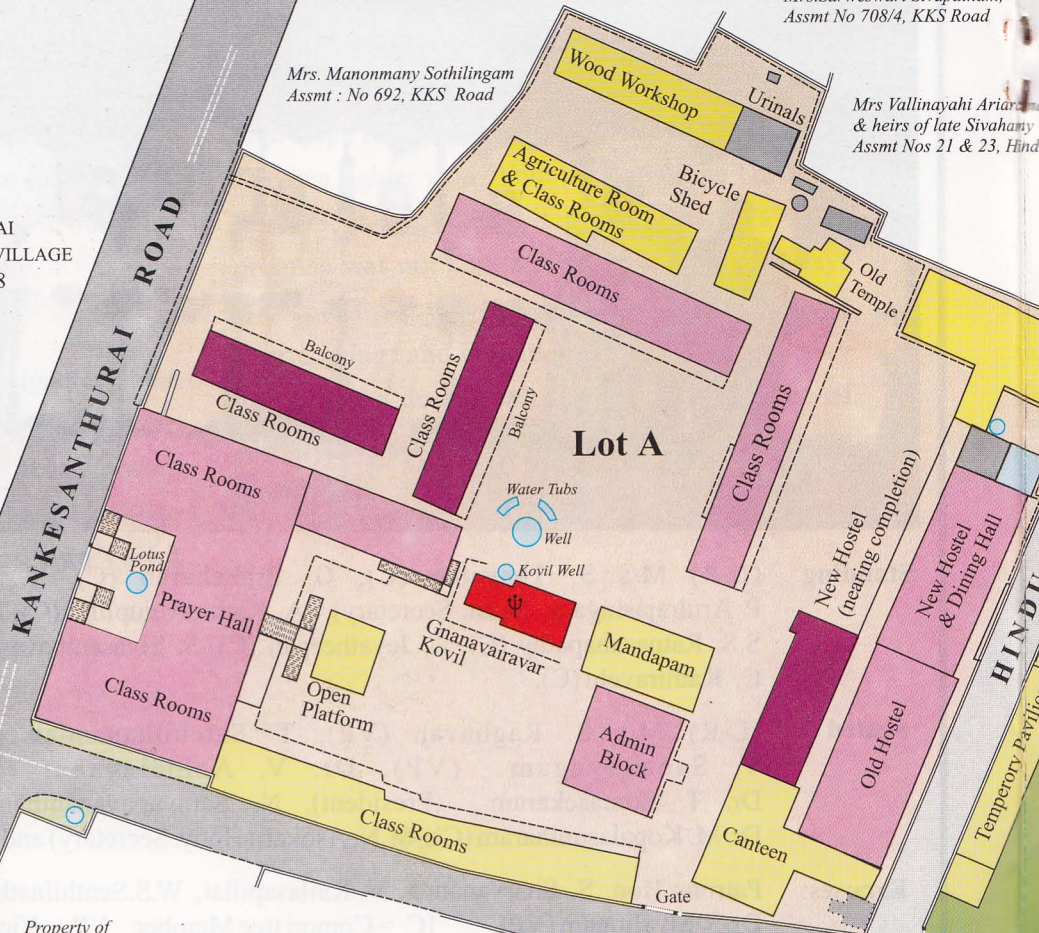 Assmt No 708/4, KKS Road
Mrs. Manonmany Sothilingam
Assmt : No 692, KKS Road
Mrs Vallinayahi
& heirs of late Sivahany
Assmt Nos 21 & 23,
Wood Workshop
Urinals
Agriculture Room
& Class Rooms
Bicycle
Shed
Class Rooms
Old
Temple
AI
VILLAGE
8
KANKESANTHURAI ROAD
Balcony
Class Rooms
Class Rooms
Balcony
Lot A
Class Rooms
Class Rooms
Water Tubs
Well
Kovil Well
Lotus
Pond
Prayer Hall
Gnanavairavar
Kovil
Mandapam
New Hostel
(nearing completion)
New Hostel
& Dining Hall
HINDU
Class Rooms
Open
Platform
Admin
Block
Old Hostel
Class Rooms
Canteen
Temperory
Gate
Property of